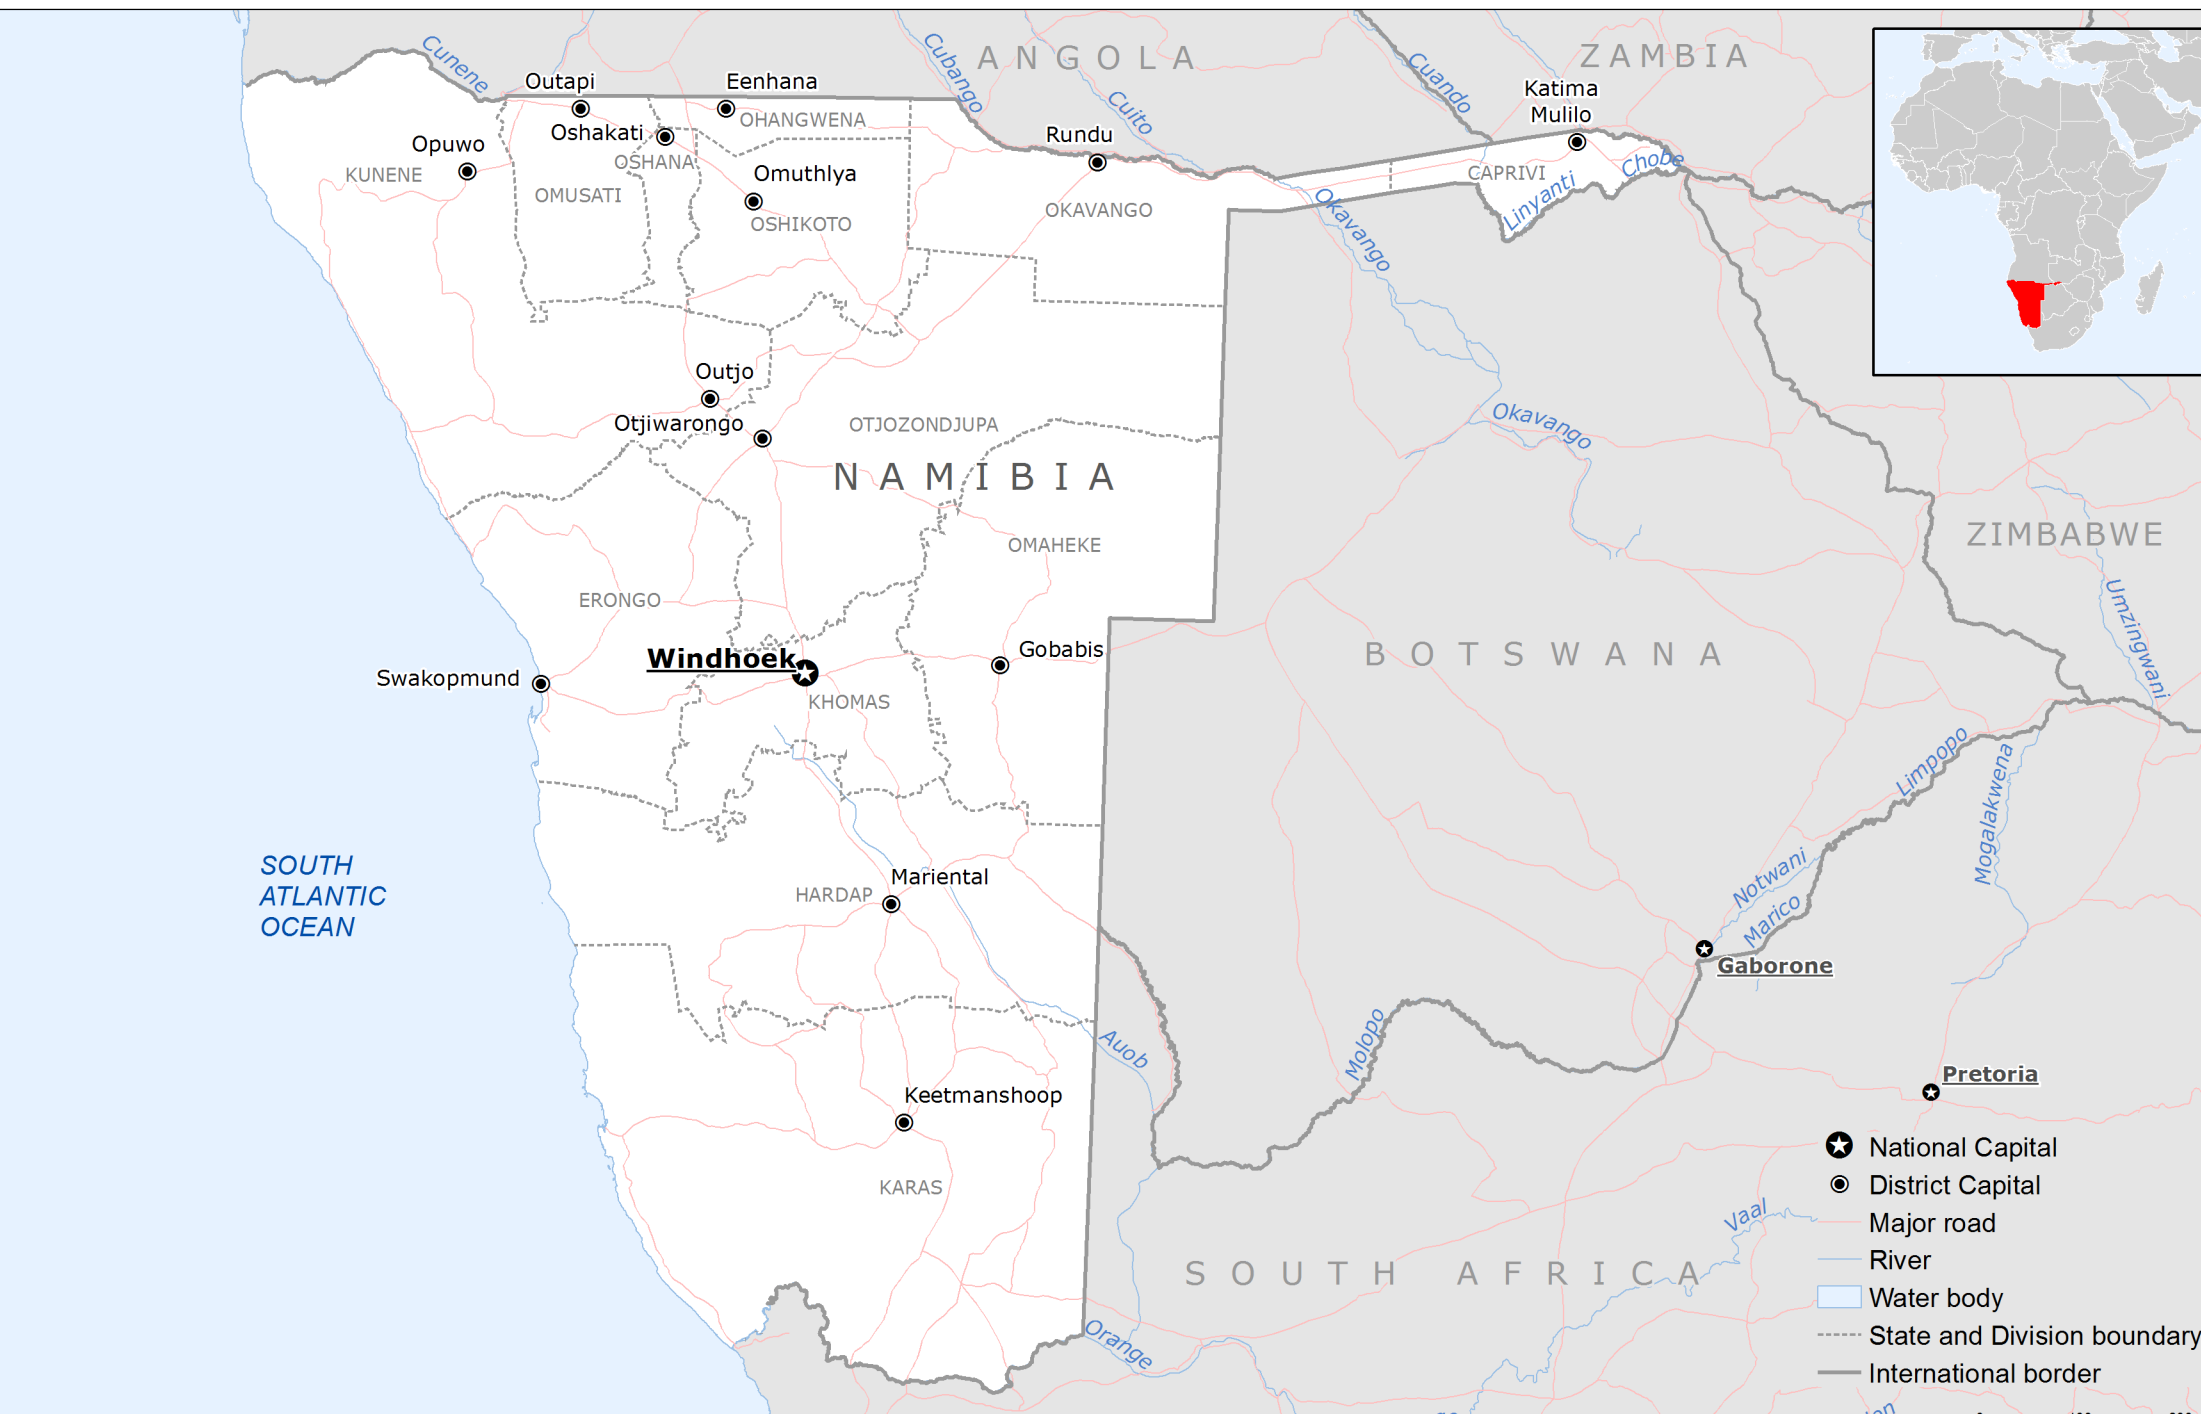 Cunene
Cubango
ANGOLA
Cuito
Cuando
ZAMBIA
Outapi
Eenhana
Katima
Mulilo
Oshakati
OHANGWENA
Rundu
Opuwo
KUNENE
OSHANA
Omuthlya
OMUSATI
OSHIKOTO
OKAVANGO
CAPRIVI
Linyanti
Chobe
Okavango
Outjo
Otjiwarongo
OTJOZONDJUPA
Okavango
NAMIBIA
OMAHEKE
ZIMBABWE
ERONGO
Umzingwani
Windhoek
Gobabis
BOTSWANA
Swakopmund
KHOMAS
Limpopo
Mogalakwena
SOUTH
ATLANTIC
OCEAN
Mariental
HARDAP
Notwani
Marico
Gaborone
Auob
Molopo
Pretoria
Keetmanshoop
KARAS
Vaal
SOUTH AFRICA
Orange
National Capital
District Capital
Major road
River
Water body
State and Division boundary
International border